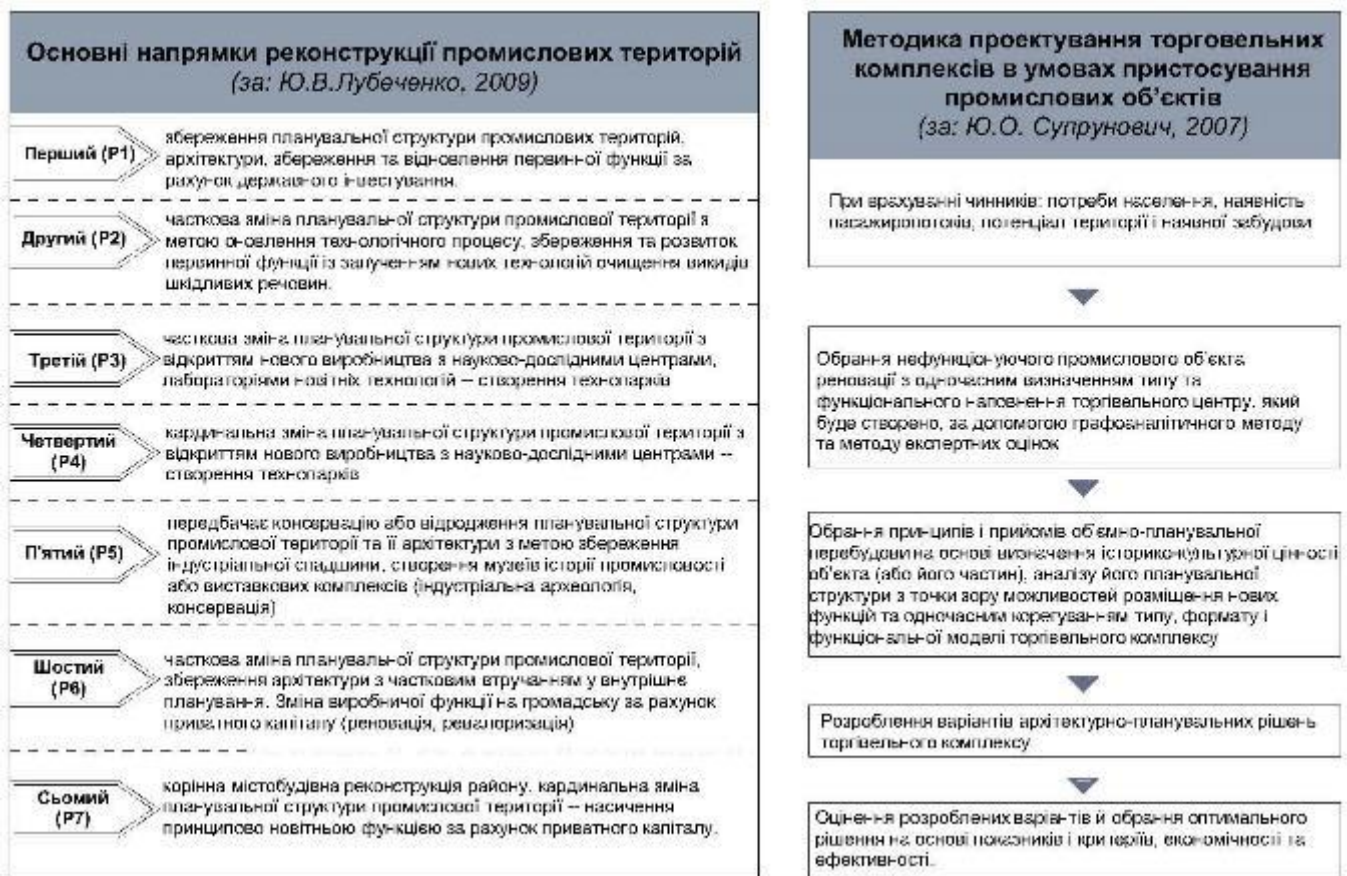 Основні напрямки реконструкції промислових територій
(за: Ю.В.Лубеченко, 2009)
Перший (Р1)
збереження планувальної структури промислових територій,
архітектури, збереження та відновлення первинної функції за
рахунок державного інвестування.
Другий (Р2)
часткова зміна планувальної структури промислової території з
метою оновлення технологічного процесу, збереження та розвиток
первинної функції із залученням нових технологій очищення викидів
шкідливих речовин.
Третій (Р3)
часткова зміна планувальної структури промислової території з
відкриттям нового виробництва з науково-дослідними центрами,
лабораторіями новітніх технологій -- створення технопарків
Четвертий
(Р4)
кардинальна зміна планувальної структури промислової території з
відкриттям нового виробництва з науково-дослідними центрами --
створення технопарків
П'ятий (Р5)
передбачає консервацію або відродження планувальної структури
промислової території та її архітектури з метою збереження
індустріальної спадщини, створення музеїв історії промисловості
або виставкових комплексів (індустріальна археологія,
консервація)
Шостий
(Р6)
часткова зміна планувальної структури промислової території,
збереження архітектури з частковим втручанням у внутрішнє
планування. Зміна виробничої функції на громадську за рахунок
приватного капіталу (реновація, ревалоризація)
Сьомий
(Р7)
корінна містобудівна реконструкція району, кардинальна зміна
планувальної структури промислової території -- насичення
принципово новітньою функцією за рахунок приватного капіталу.
Методика проектування торговельних
комплексів в умовах пристосування
промислових об'єктів
(за: Ю.О. Супрунович, 2007)
При врахуванні чинників: потреби населення, наявність
пасажиропотоків, потенціал території і наявної забудови
Обрання нефункціонуючого промислового об'єкта
реновації з одночасним визначенням типу та
функціонального наповнення торгівельного центру, який
буде створено, за допомогою графоаналітичного методу
та методу експертних оцінок
Обрання принципів і прийомів об'ємно-планувальної
перебудови на основі визначення історикокультурної цінності
об'єкта (або його частин), аналізу його планувальної
структури з точки зору можливостей розміщення нових
функцій та одночасним корегуванням типу, формату і
функціональної моделі торгівельного комплексу
Розроблення варіантів архітектурно-планувальних рішень
торгівельного комплексу
Оцінення розроблених варіантів й обрання оптимального
рішення на основі показників і критеріїв, економічності та
ефективності.